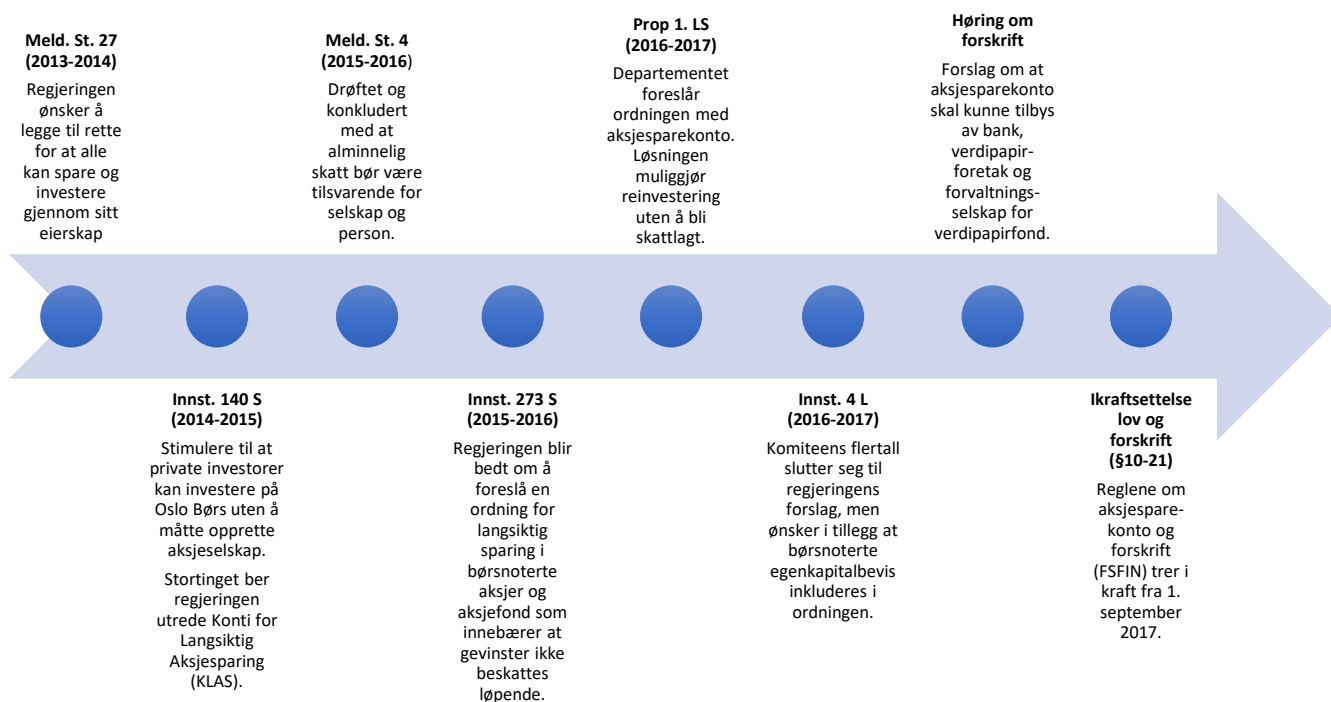 Meld. St. 27
(2013-2014)
Regjeringen
ønsker å
legge til rette
for at alle
kan spare og
investere
gjennom sitt
eierskap
Meld. St. 4
(2015-2016)
Drøftet og
konkludert
med at
alminnelig
skatt bør være
tilsvarende for
selskap og
person.
Prop 1. LS
(2016-2017)
Departementet
foreslår
ordningen med
aksjesparekonto.
Løsningen
muliggjør
reinvestering
uten å bli
skattlagt.
Høring om
forskrift
Forslag om at
aksjesparekonto
skal kunne tilbys
av bank,
verdipapir-
foretak og
forvaltnings-
selskap for
verdipapirfond.
Innst. 140 S
(2014-2015)
Stimulere til at
private investorer
kan investere på
Oslo Børs uten å
måtte opprette
aksjeselskap.
Stortinget ber
regjeringen
utrede Konti for
Langsiktig
Aksjesparing
(KLAS).
Innst. 273 S
(2015-2016)
Regjeringen blir
bedt om å
foreslå en
ordning for
langsiktig
sparing i
børsnoterte
aksjer og
aksjefond som
innebærer at
gevinster ikke
beskattes
løpende.
Innst. 4 L
(2016-2017)
Komiteens flertall
slutter seg til
regjeringens
forslag, men
ønsker i tillegg at
børsnoterte
egenkapitalbevis
inkluderes i
ordningen.
Ikraftsettelse
lov og
forskrift
(§10-21)
Reglene om
aksjespare-
konto og
forskrift
(FSFIN) trer i
kraft fra 1.
september
2017.